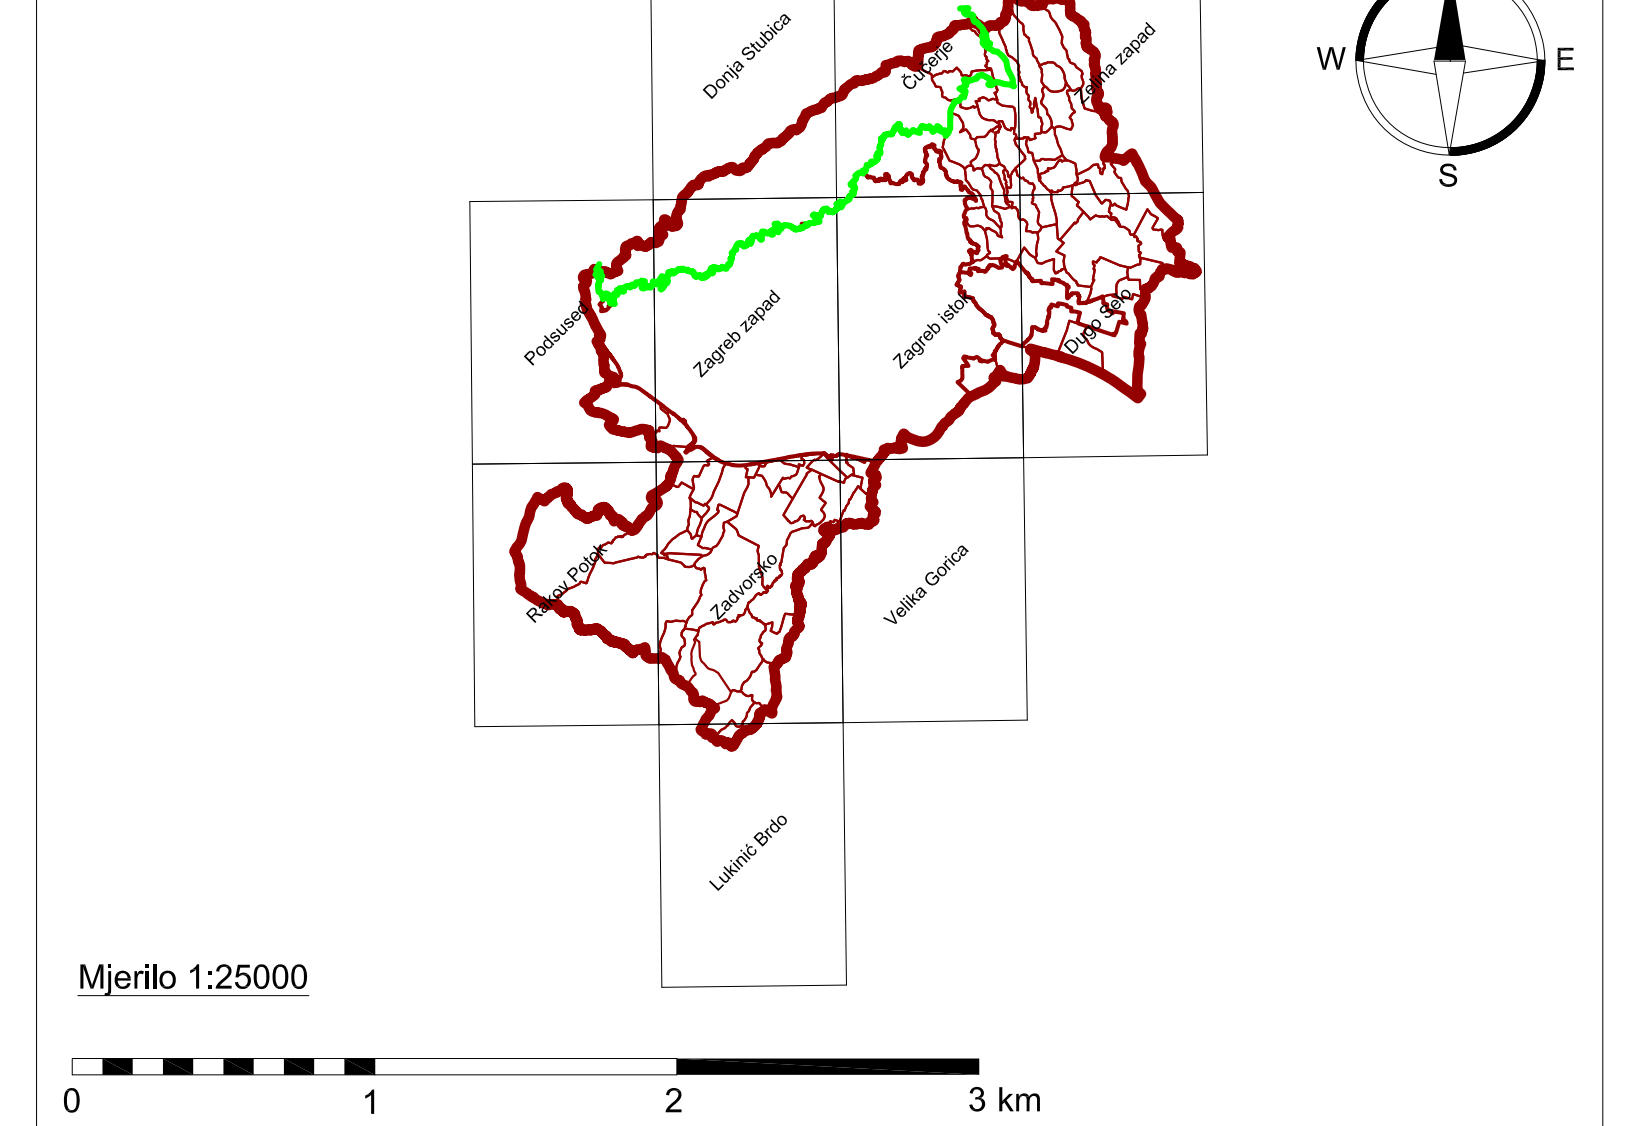 Donja Stubica
Čučerje
Zelina zapad
W
E
S
Podsused
Zagreb zapad
Zagreb istok
Dugo Selo
Rakov Potok
Zadvorsko
Velika Gorica
Lukinić Brdo
Mjerilo 1:25000
0
1
2
3 km